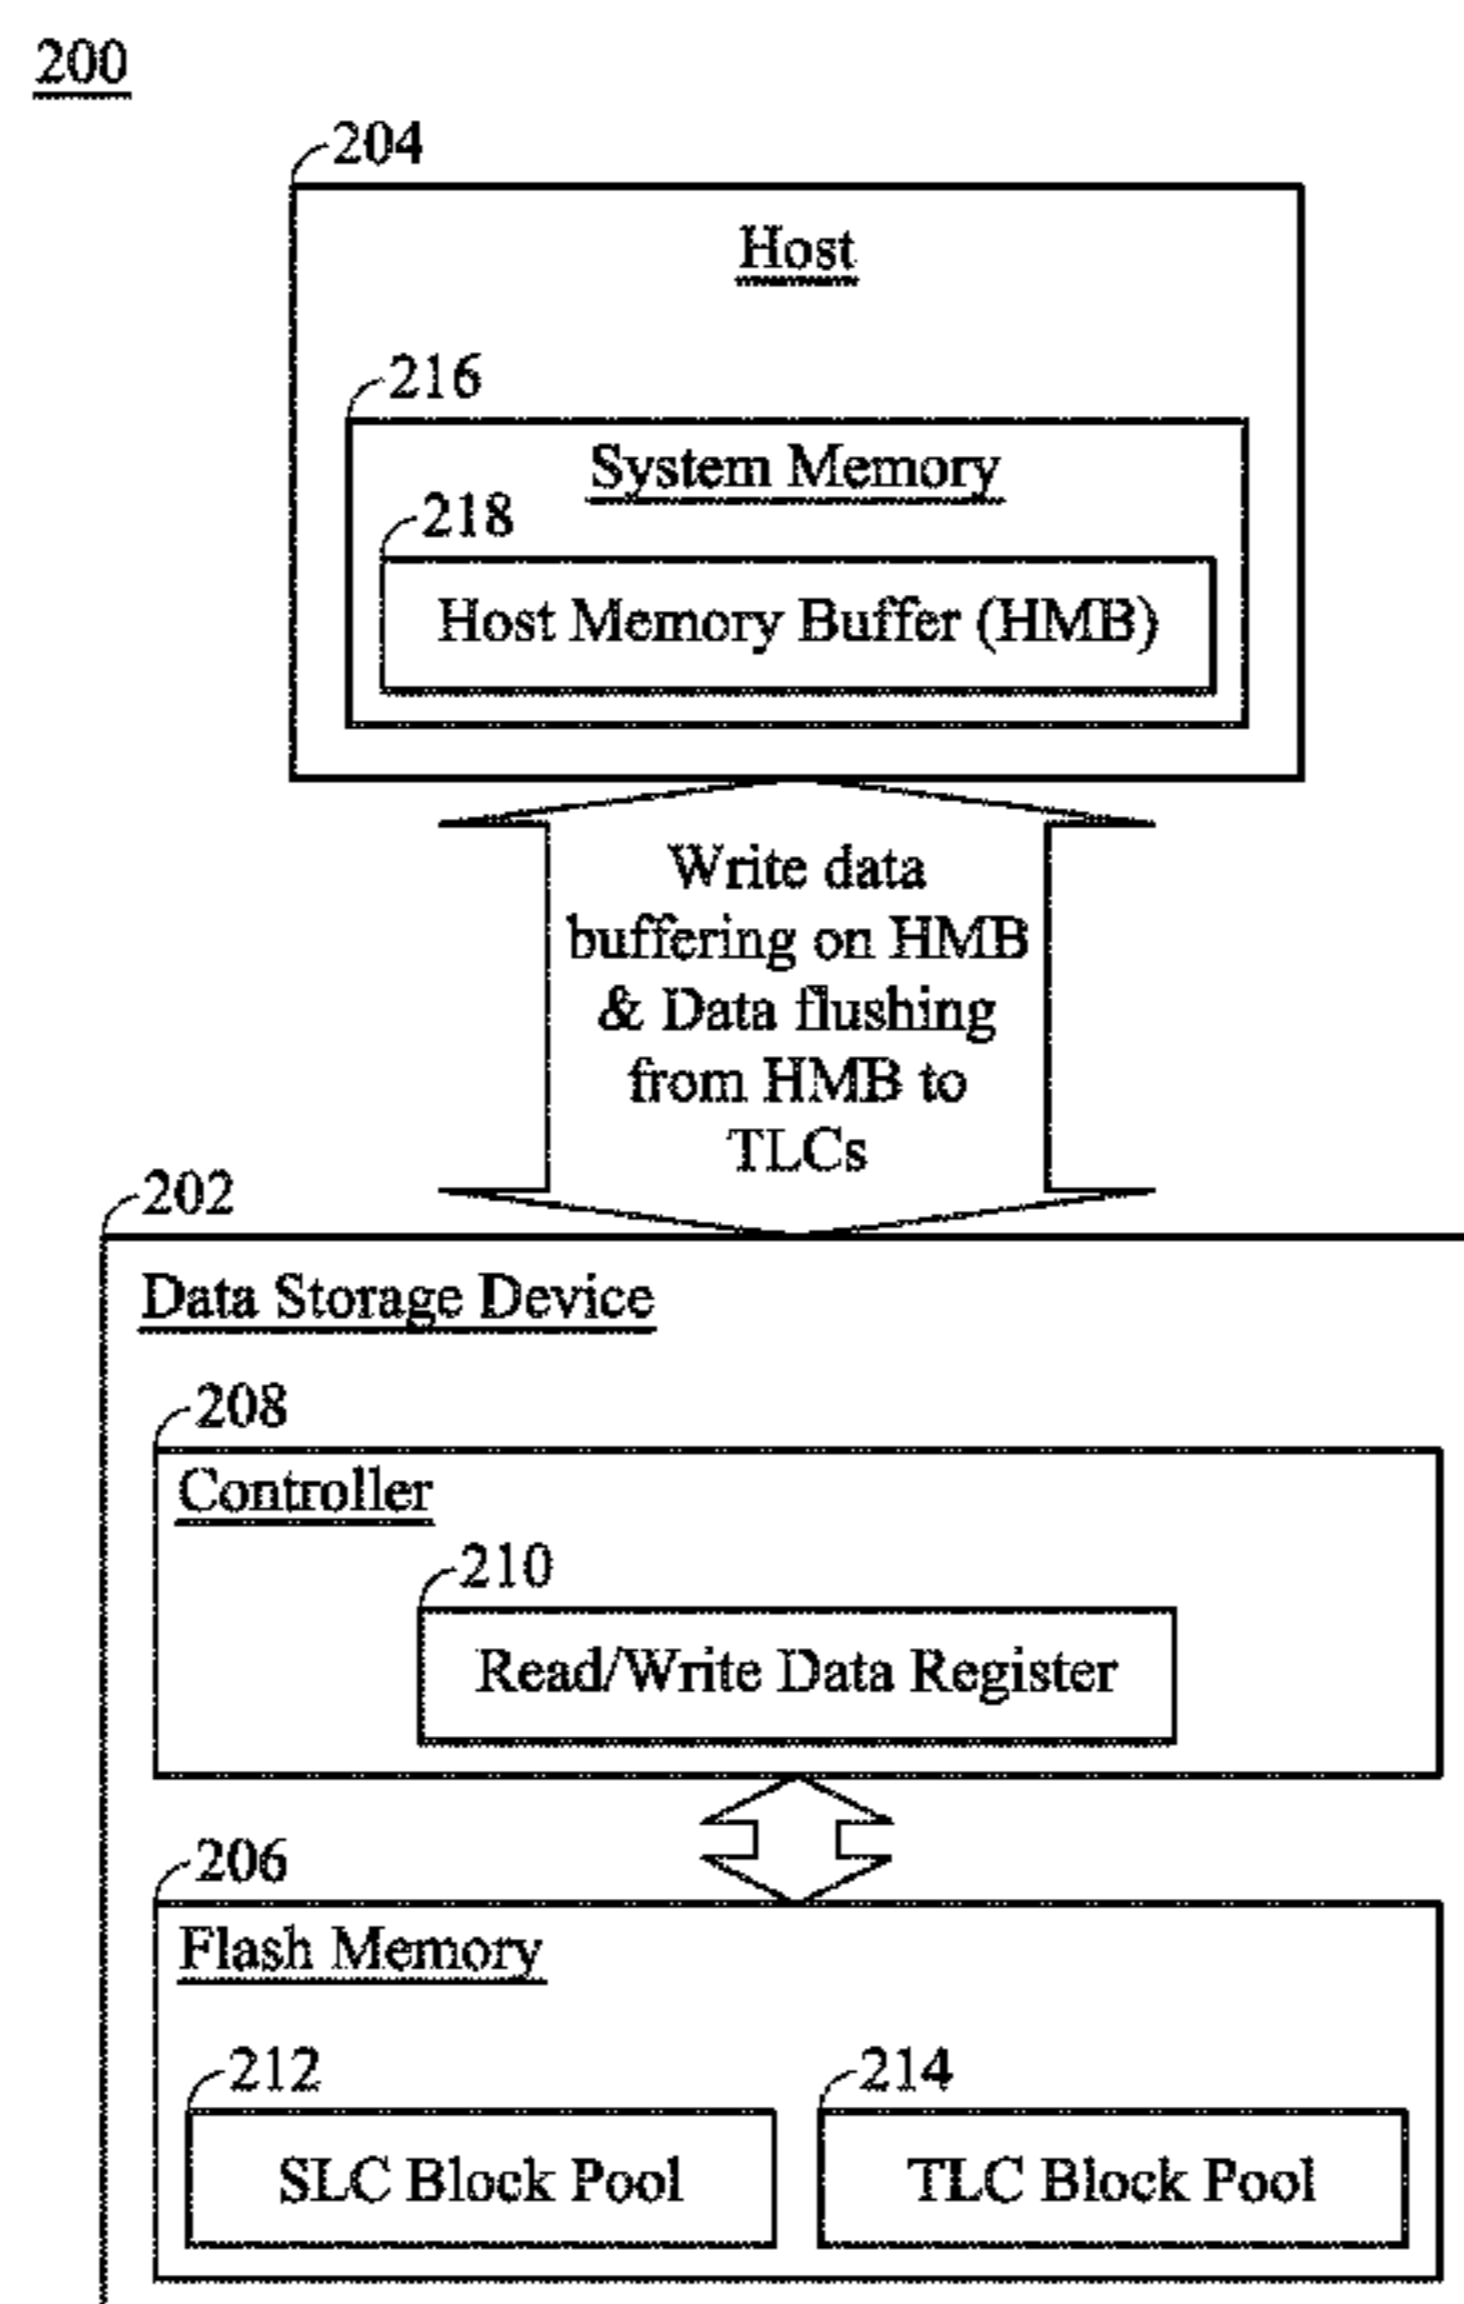 200
204
Host
216
System Memory
218
Host Memory Buffer (HMB)
Write data
buffering on HMB
& Data flushing
from HMB to
TLCs
202
Data Storage Device
208
Controller
210
Read/Write Data Register
206
Flash Memory
212
214
SLC Block Pool
TLC Block Pool